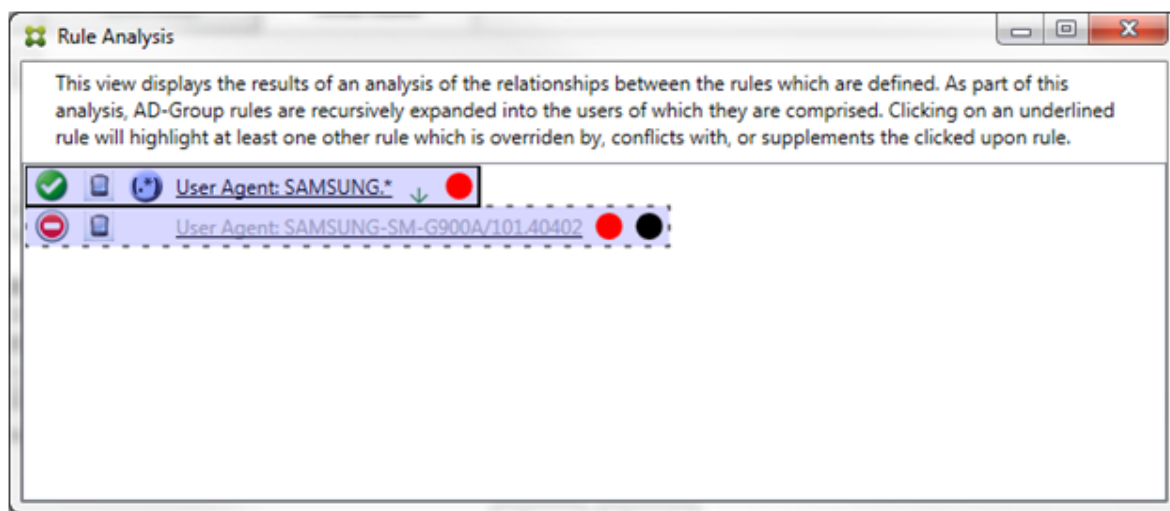 Rule Analysis
This view displays the results of an analysis of the relationships between the rules which are defined. As part of this
analysis, AD-Group rules are recursively expanded into the users of which they are comprised. Clicking on an underlined
rule will highlight at least one other rule which is overriden by, conflicts with, or supplements the clicked upon rule.
(.*) User Agent: SAMSUNG.*
User Agent: SAMSUNG-SM-G900A/101.40402